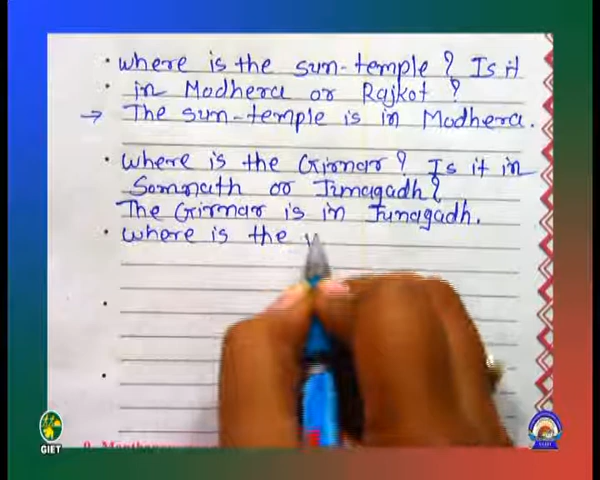 • Where is the sun-temple? Is it
• in Modhera or Rajkot?
→ The sun-temple is in Modhera.
• Where is the Girnar? Is it in
Somnath or Junagadh?
The Girnar is in Junagadh.
• Where is the
GIET